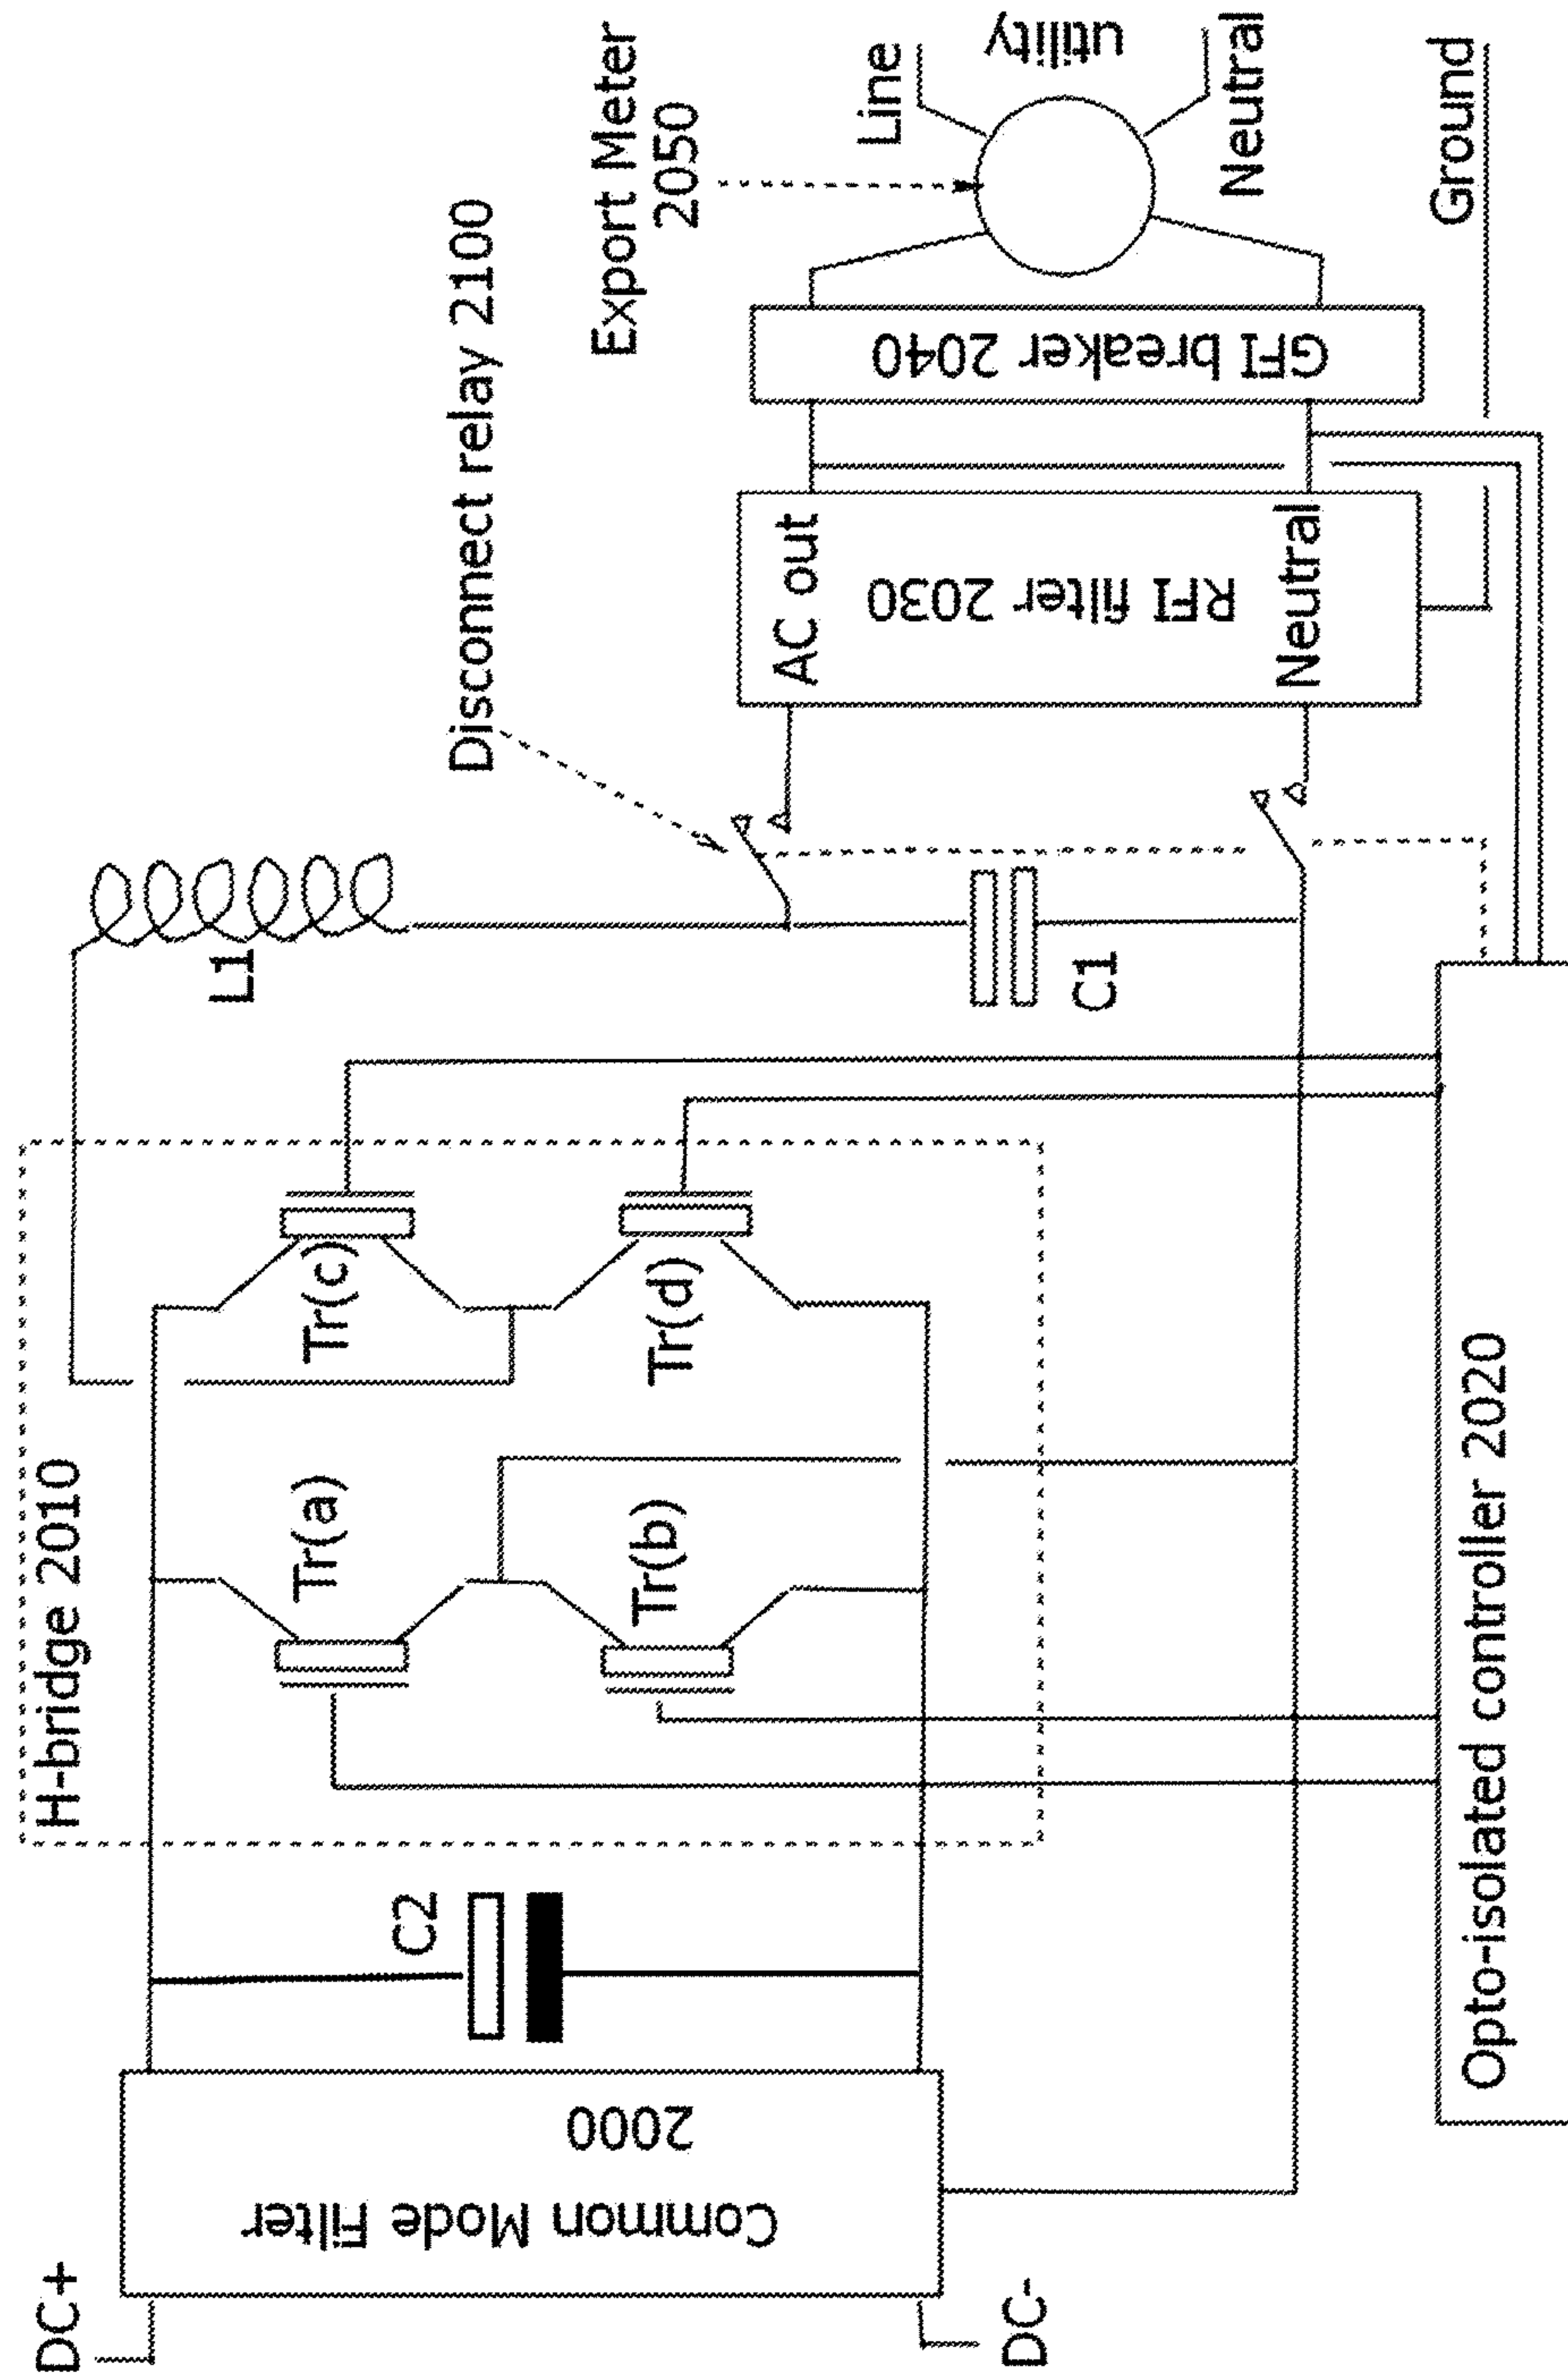 DC+
DC-
Common Mode Filter
2000
C2
H-bridge 2010
Tr(a)
Tr(b)
Tr(c)
Tr(d)
L1
C1
Opto-isolated controller 2020
Disconnect relay 2100
AC out
RFI filter 2030
Neutral
GFI breaker 2040
Export Meter
2050
Line
utility
Neutral
Ground